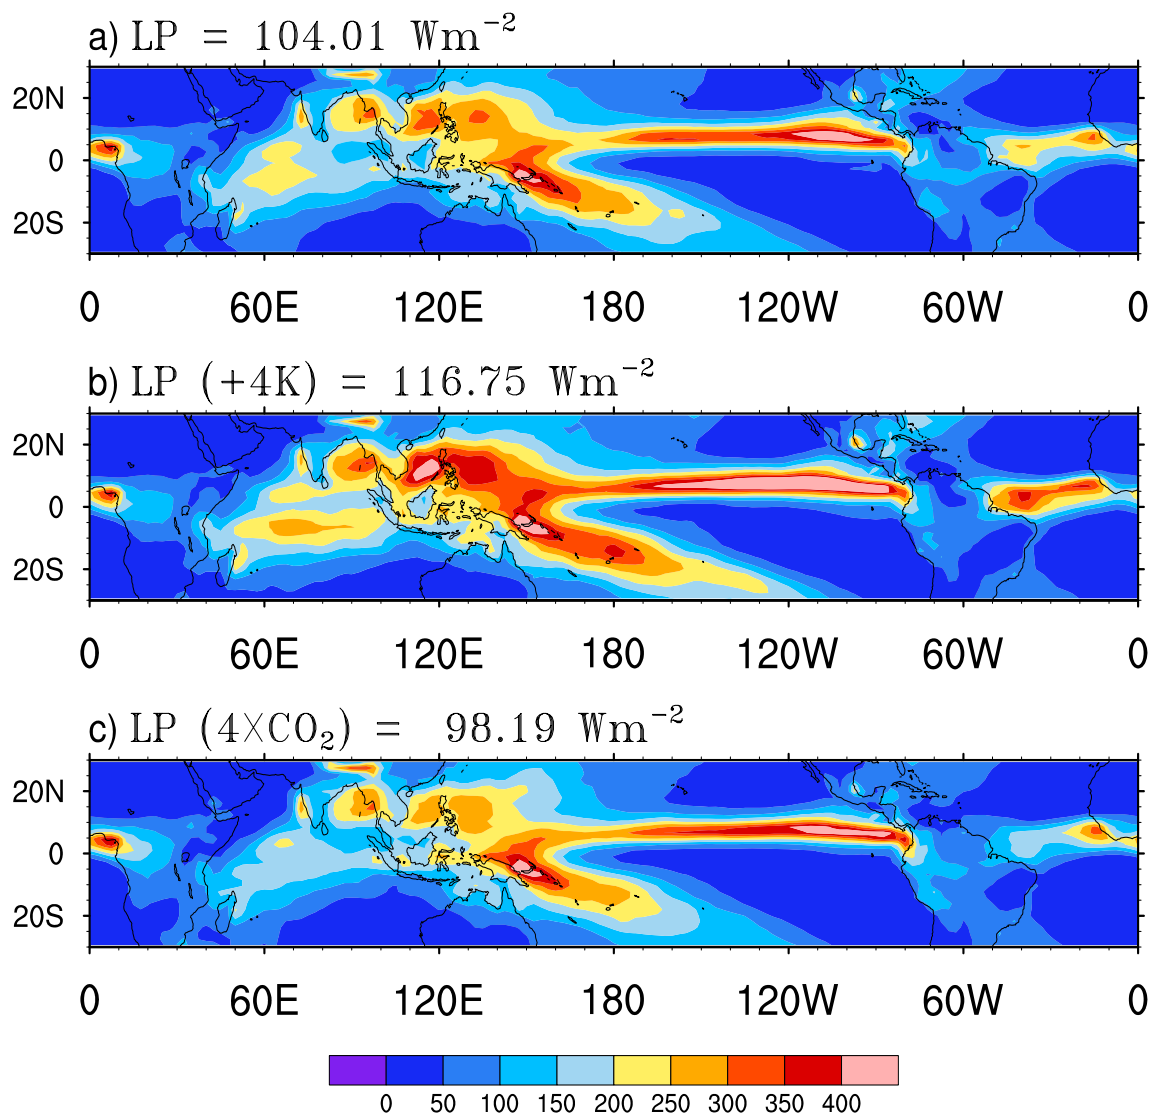 a) LP = 104.01 Wm⁻²
20N
0
20S
0 60E 120E 180 120W 60W 0
b) LP (+4K) = 116.75 Wm⁻²
20N
0
20S
0 60E 120E 180 120W 60W 0
c) LP (4XCO₂) = 98.19 Wm⁻²
20N
0
20S
0 60E 120E 180 120W 60W 0
0 50 100 150 200 250 300 350 400